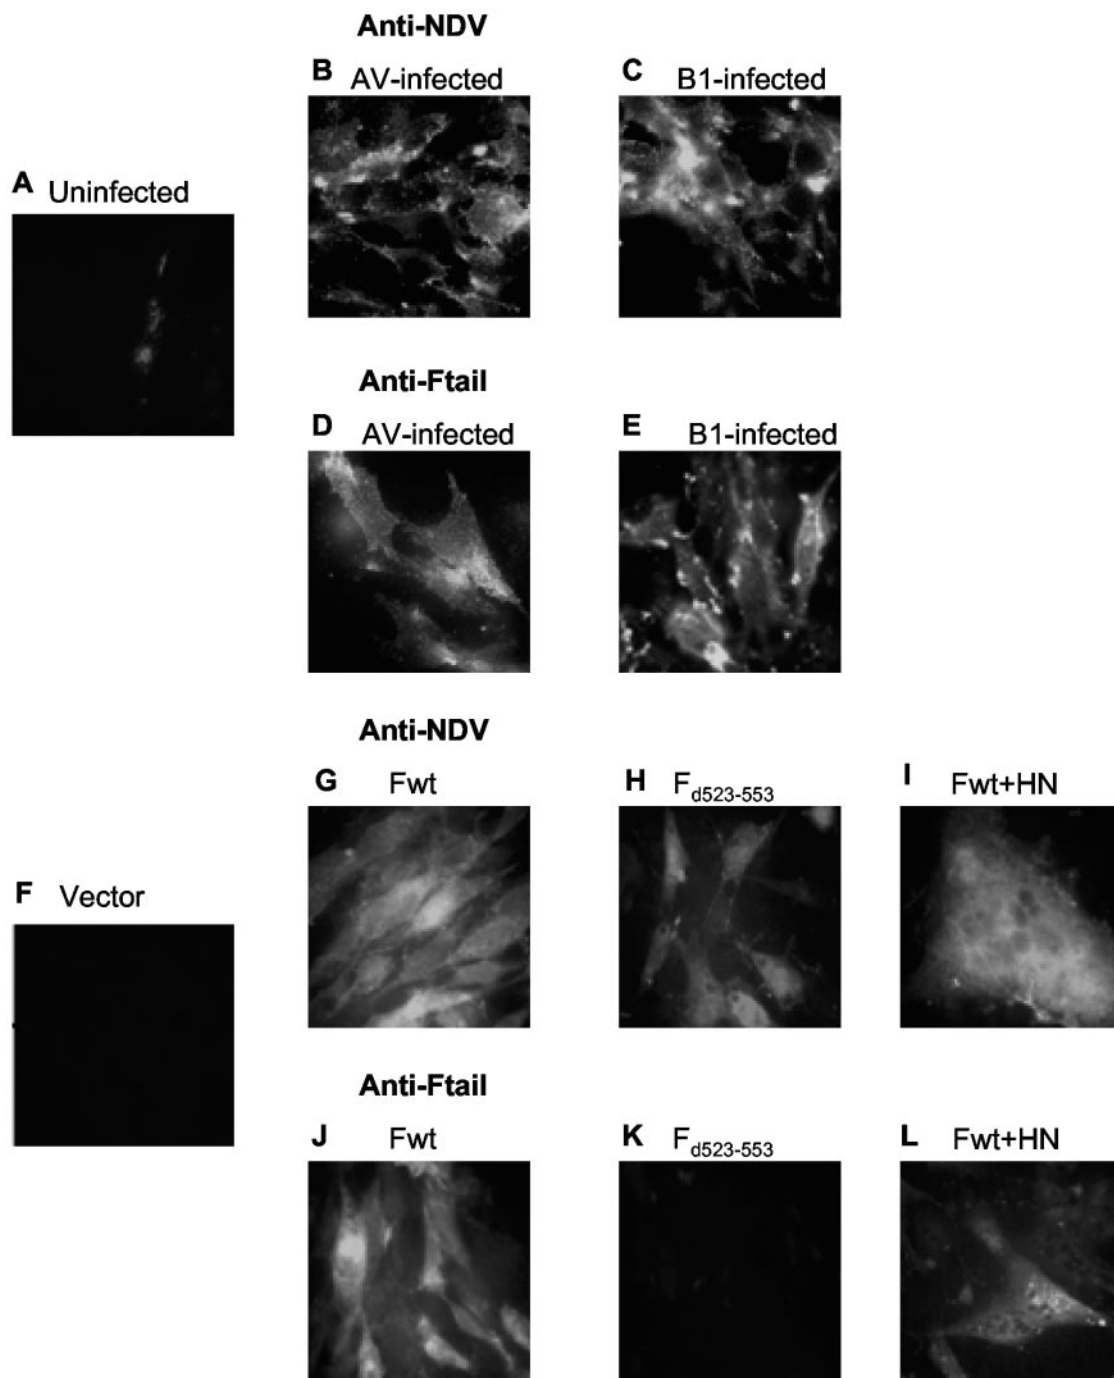 Anti-NDV
B AV-infected
C B1-infected
A Uninfected
Anti-Ftail
D AV-infected
E B1-infected
Anti-NDV
G Fwt
H Fd523-553
I Fwt+HN
F Vector
Anti-Ftail
J Fwt
K Fd523-553
L Fwt+HN